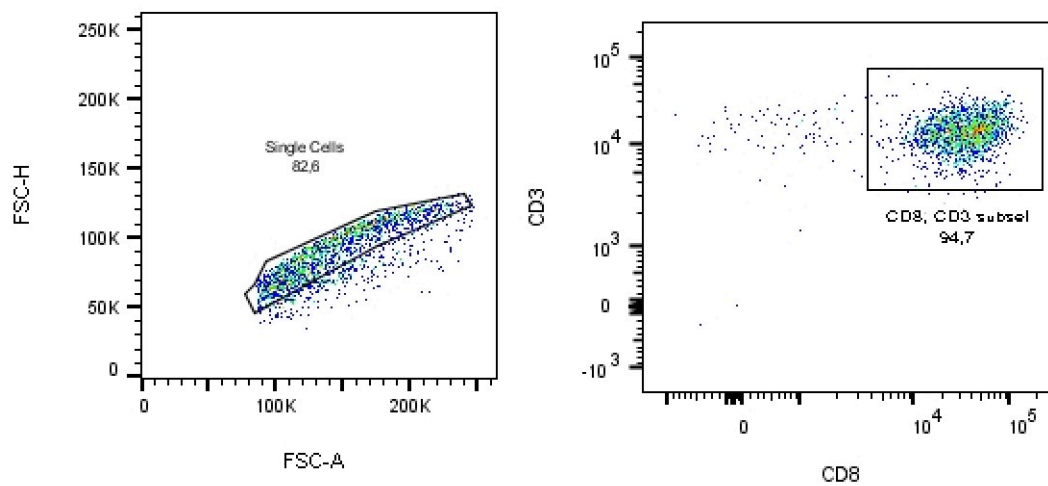 250K
200K
150K
100K
50K
0
FSC-H
Single Cells
82,6
0
100K
200K
FSC-A
10^5
10^4
10^3
0
-10^3
CD3
CD8, CD3 subset
94,7
0
10^4
10^5
CD8